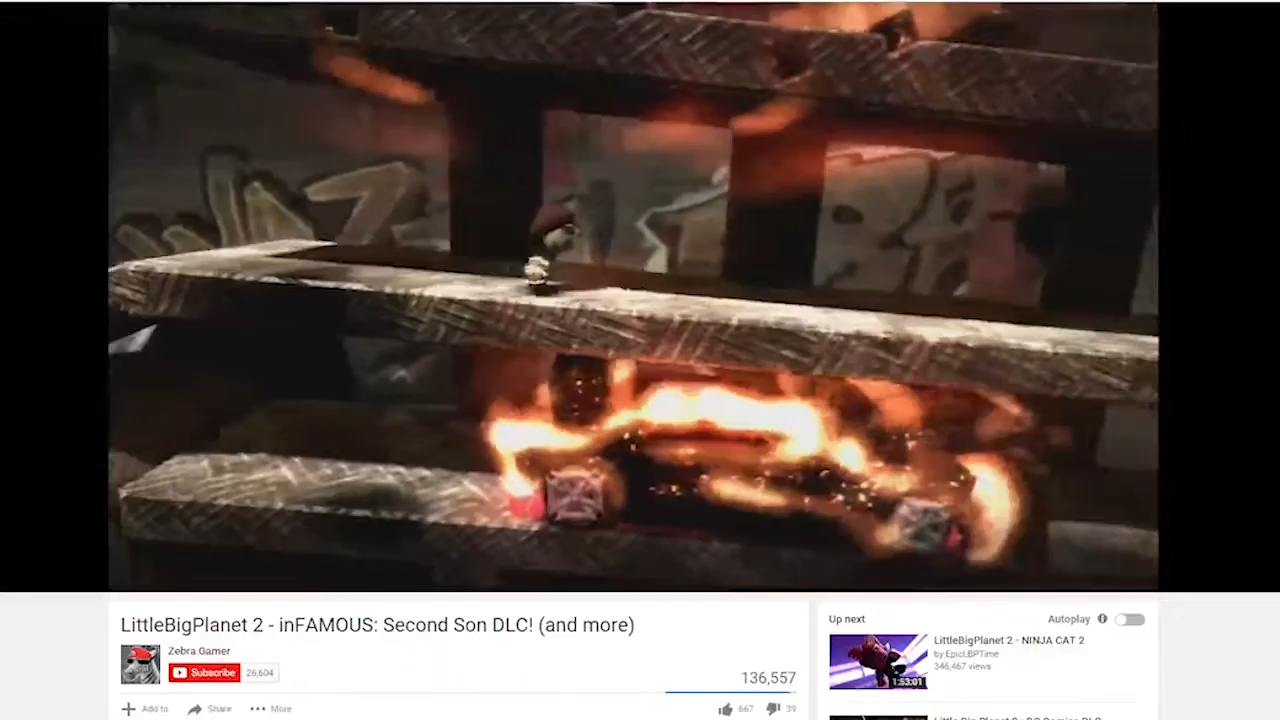 LittleBigPlanet 2 - inFAMOUS: Second Son DLC! (and more)
Zebra Gamer
Subscribe 26,604
136,557
Add to Share More
667 39
Up next Autoplay
LittleBigPlanet 2 - NINJA CAT 2
by EpicLBPTime
346,467 views
1:53:01